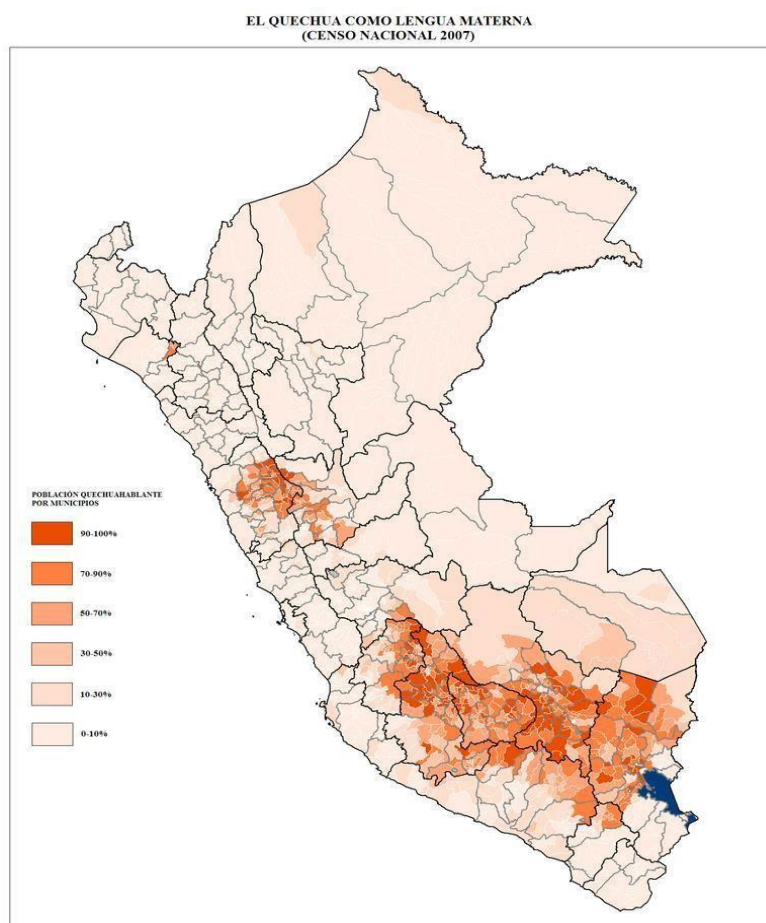 EL QUECHUA COMO LENGUA MATERNA
(CENSO NACIONAL 2007)
POBLACIÓN QUECHUAHABLANTE
POR MUNICIPIOS
90-100%
70-90%
50-70%
30-50%
10-30%
0-10%